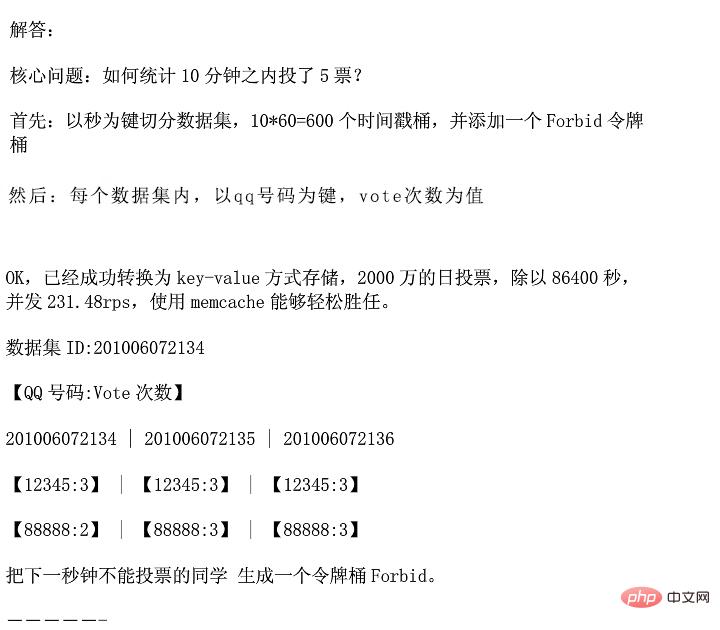 解答：
核心问题：如何统计 10 分钟之内投了 5 票？
首先：以秒为键切分数据集，10*60=600 个时间戳桶，并添加一个 Forbid 令牌
桶
然后：每个数据集内，以qq号码为键，vote次数为值
OK，已经成功转换为 key-value 方式存储，2000 万的日投票，除以 86400 秒，
并发 231.48rps，使用 memcache 能够轻松胜任。
数据集 ID:201006072134
【QQ 号码:Vote 次数】
201006072134 | 201006072135 | 201006072136
【12345:3】 | 【12345:3】 | 【12345:3】
【88888:2】 | 【88888:3】 | 【88888:3】
把下一秒钟不能投票的同学 生成一个令牌桶 Forbid。
php 中文网
—————-